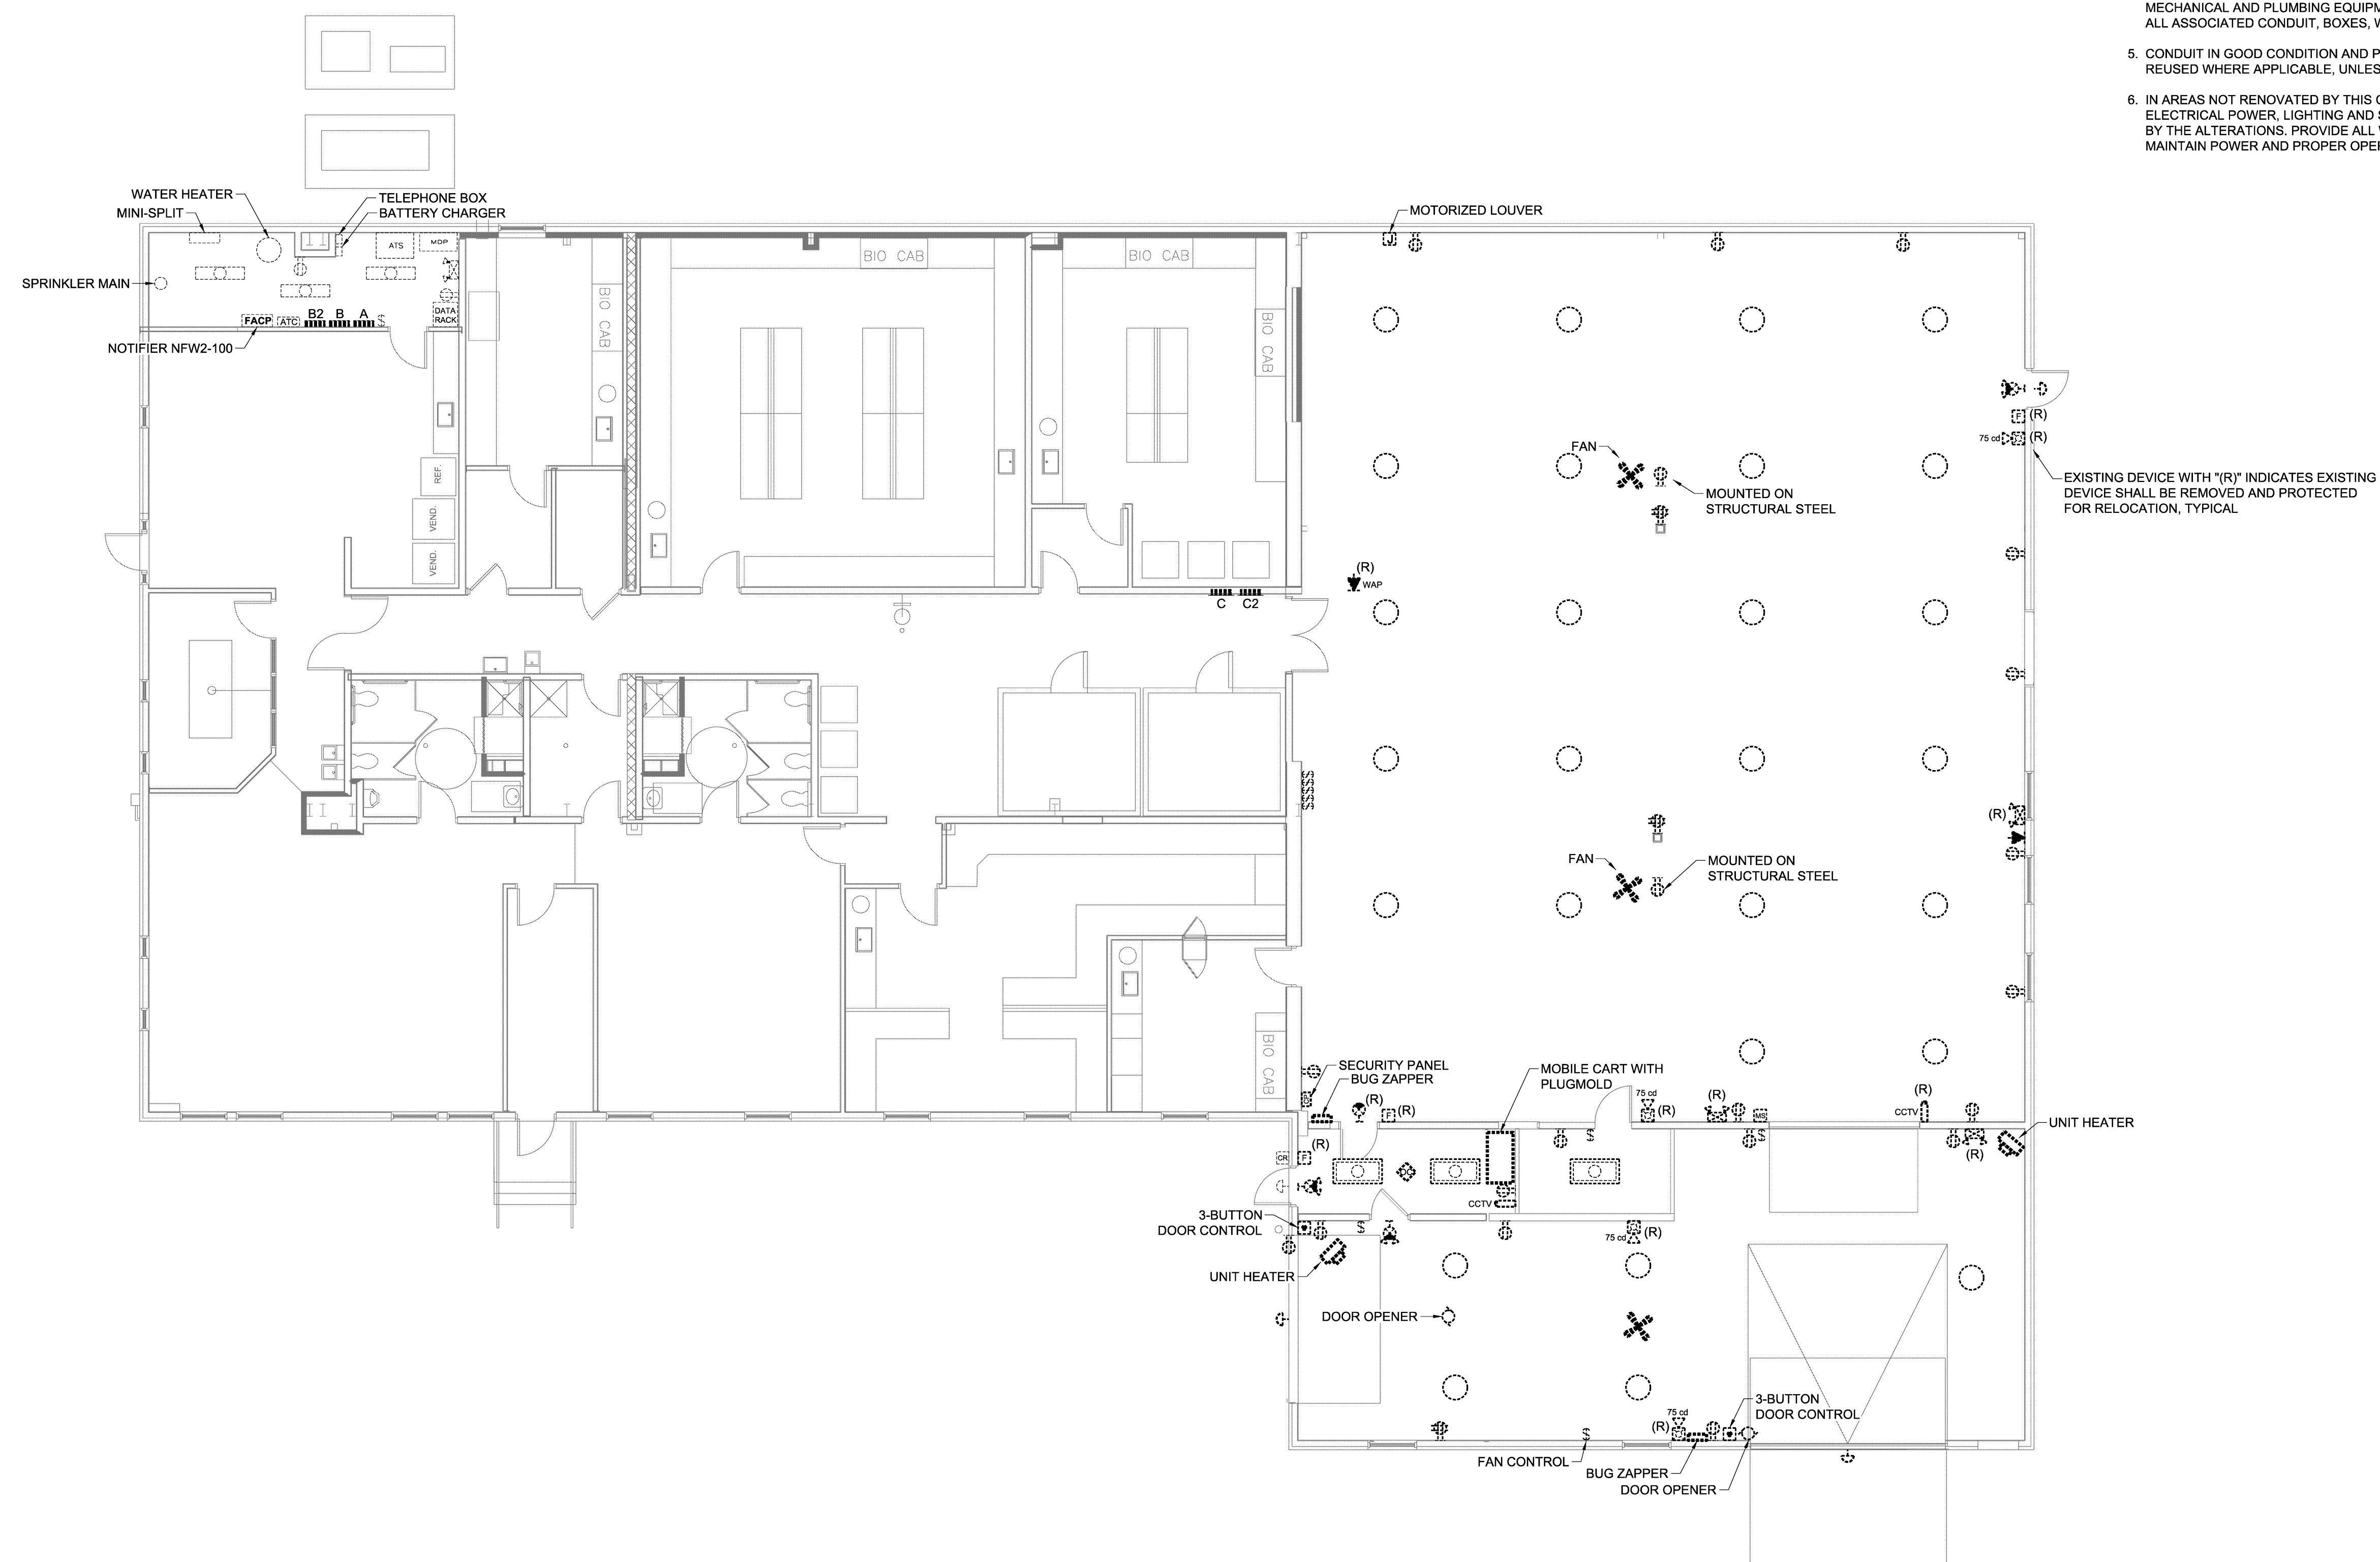 MECHANICAL AND PLUMBING EQUIPM
ALL ASSOCIATED CONDUIT, BOXES, W
5. CONDUIT IN GOOD CONDITION AND P
REUSED WHERE APPLICABLE, UNLES
6. IN AREAS NOT RENOVATED BY THIS C
ELECTRICAL POWER, LIGHTING AND S
BY THE ALTERATIONS. PROVIDE ALL W
MAINTAIN POWER AND PROPER OPER
WATER HEATER
MINI-SPLIT
TELEPHONE BOX
BATTERY CHARGER
MOTORIZED LOUVER
J
ATS
MDP
SPRINKLER MAIN
FACP
ATC
B2
B
A
S
DATA
RACK
NOTIFIER NFW2-100
BIO CAB
BIO CAB
BIO CAB
BIO CAB
REF.
VEND.
VEND.
F
(R)
75 cd
(R)
FAN
MOUNTED ON
STRUCTURAL STEEL
EXISTING DEVICE WITH "(R)" INDICATES EXISTING
DEVICE SHALL BE REMOVED AND PROTECTED
FOR RELOCATION, TYPICAL
(R)
WAP
C
C2
S
S
S
S
S
(R)
FAN
MOUNTED ON
STRUCTURAL STEEL
BIO CAB
SECURITY PANEL
BUG ZAPPER
(R)
F
(R)
MOBILE CART WITH
PLUGMOLD
75 cd
(R)
(R)
MS
(R)
CCTV
UNIT HEATER
(R)
CR
F
(R)
S
S
CCTV
3-BUTTON
DOOR CONTROL
S
75 cd
(R)
UNIT HEATER
DOOR OPENER
3-BUTTON
DOOR CONTROL
75 cd
(R)
S
FAN CONTROL
BUG ZAPPER
DOOR OPENER